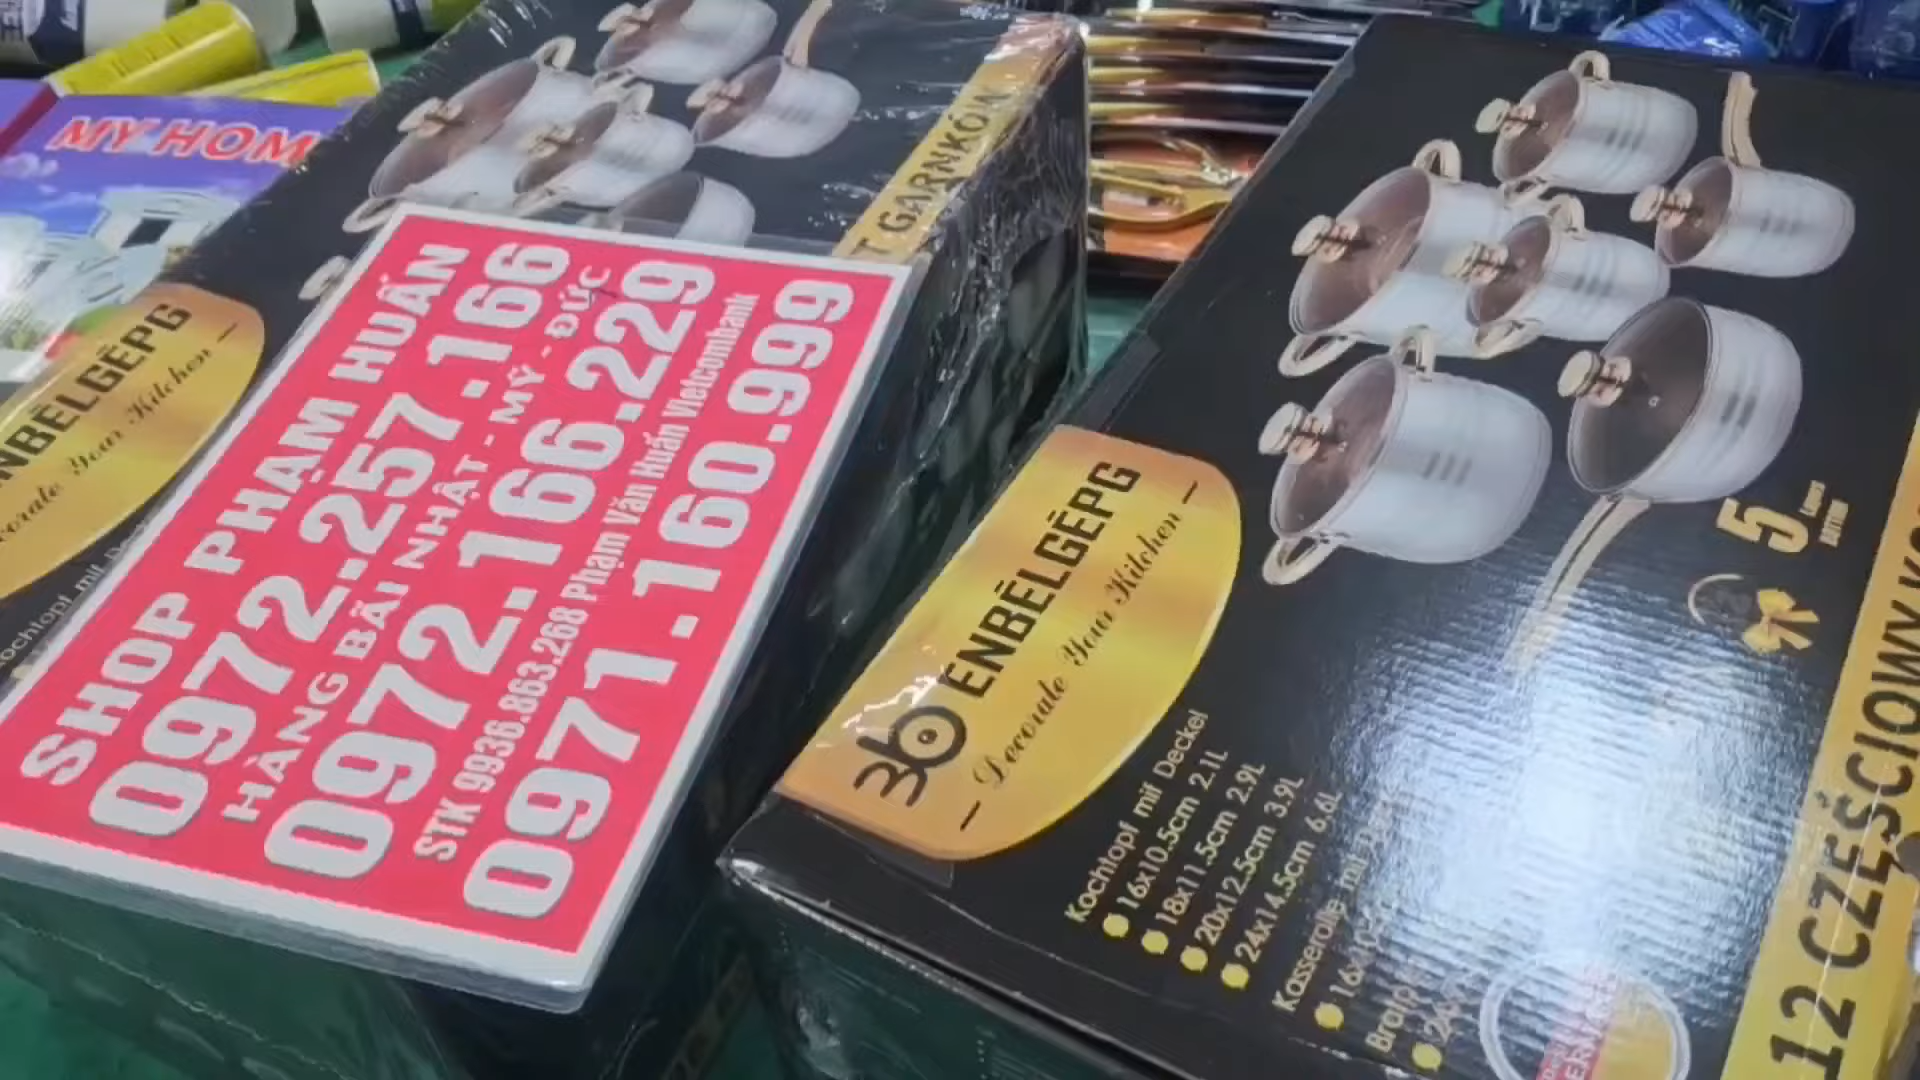 MY HOM
T GARNKÓW
ENBĒLGĒPG
Decorate Your Kitchen
SHOP PHẠM HUẤN
0972.257.166
HÀNG BÃI NHẬT - MỸ - ĐỨC
0972.166.229
STK 9936.863.268 Phạm Văn Huấn Vietcombank
0971.160.999
ENBĒLGĒPG
Decorate Your Kitchen
Kochtopf mif Deckel
16x10.5cm 2.1L
18x11.5cm 2.9L
20x12.5cm 3.9L
24x14.5cm 6.6L
Kasserolle mit
5
12 CZĘŚCIOWY